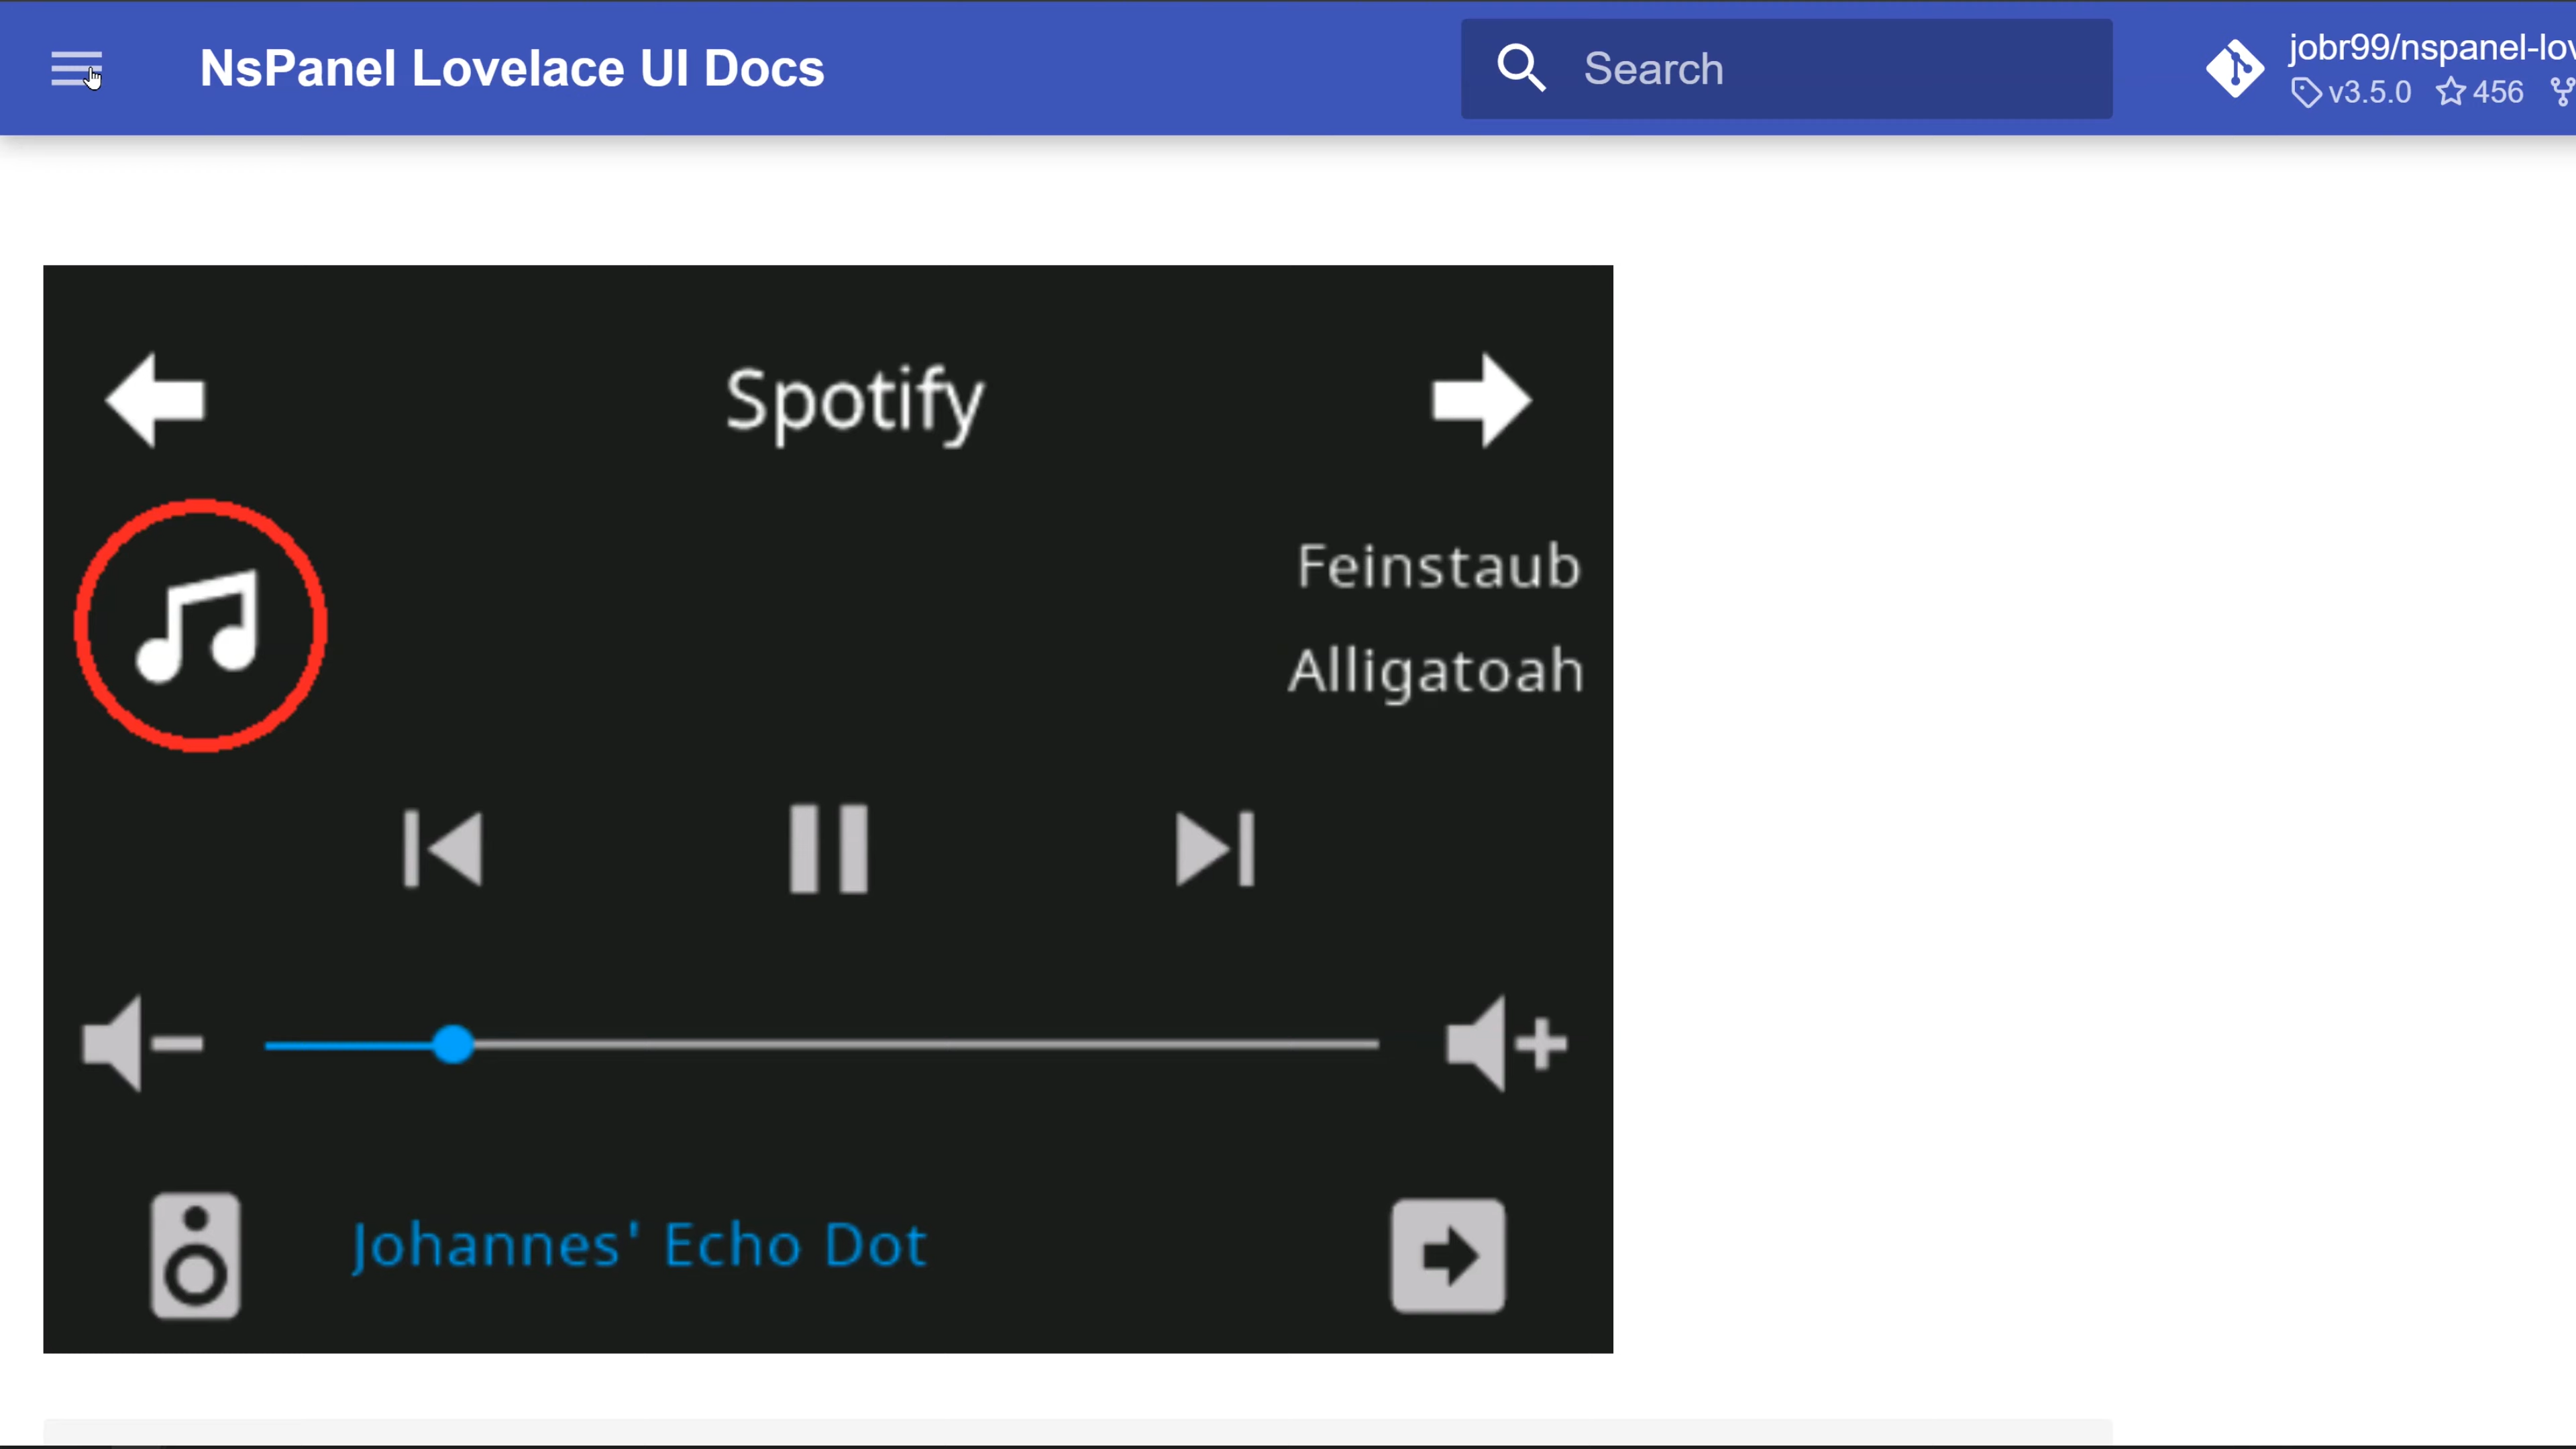 NsPanel Lovelace UI Docs
Search
jobr99/nspanel-lov
v3.5.0 456
Spotify
Feinstaub
Alligatoah
Johannes' Echo Dot